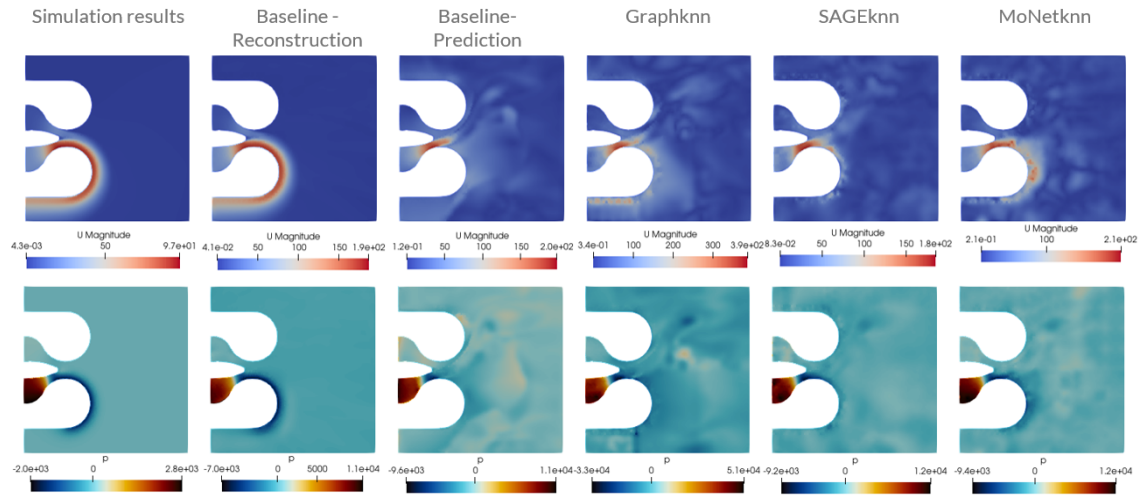 Simulation results
Baseline -
Reconstruction
Baseline-
Prediction
Graphknn
SAGEknn
MoNetknn
U Magnitude
4.3e-03 50 9.7e+01
U Magnitude
4.1e-02 50 100 150 1.9e+02
U Magnitude
1.2e-01 50 100 150 2.0e+02
U Magnitude
3.4e-01 100 200 300 3.9e+02
U Magnitude
8.3e-02 50 100 150 1.8e+02
U Magnitude
2.1e-01 100 2.1e+02
p
-2.0e+03 0 2.8e+03
p
-7.0e+03 0 5000 1.1e+04
p
-9.6e+03 0 1.1e+04
p
-3.3e+04 0 5.1e+04
p
-9.2e+03 0 1.2e+04
p
-9.4e+03 0 1.2e+04